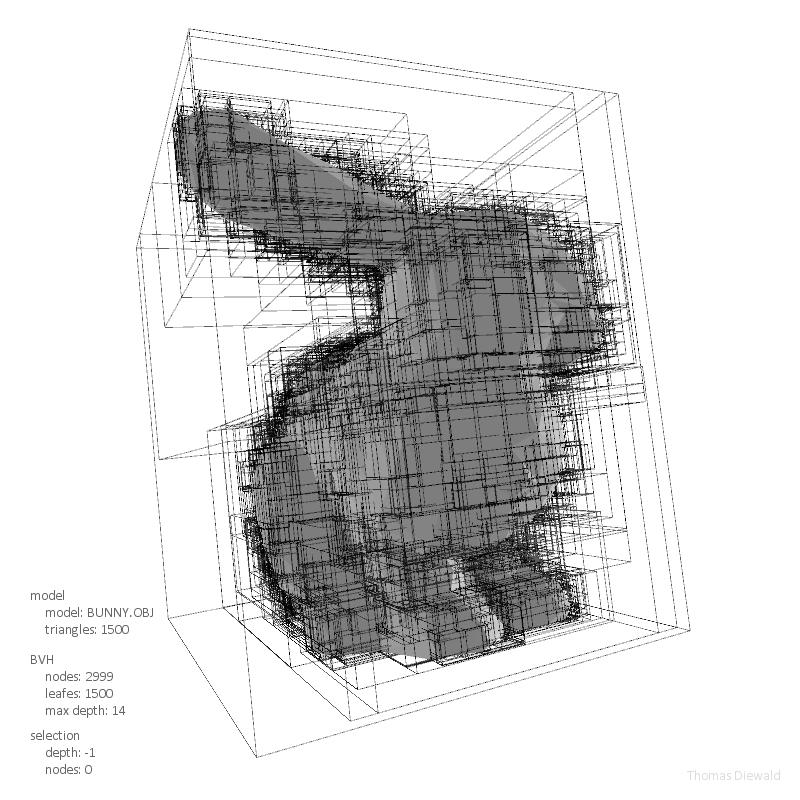 model
model: BUNNY.OBJ
triangles: 1500
BVH
nodes: 2999
leafes: 1500
max depth: 14
selection
depth: -1
nodes: 0
Thomas Diewald